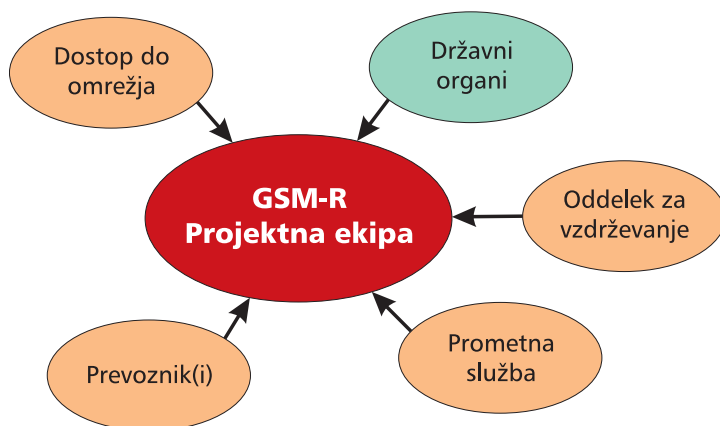 Dostop do
omrežja
Državni
organi
GSM-R
Projektna ekipa
Oddelek za
vzdrževanje
Prevoznik(i)
Prometna
služba